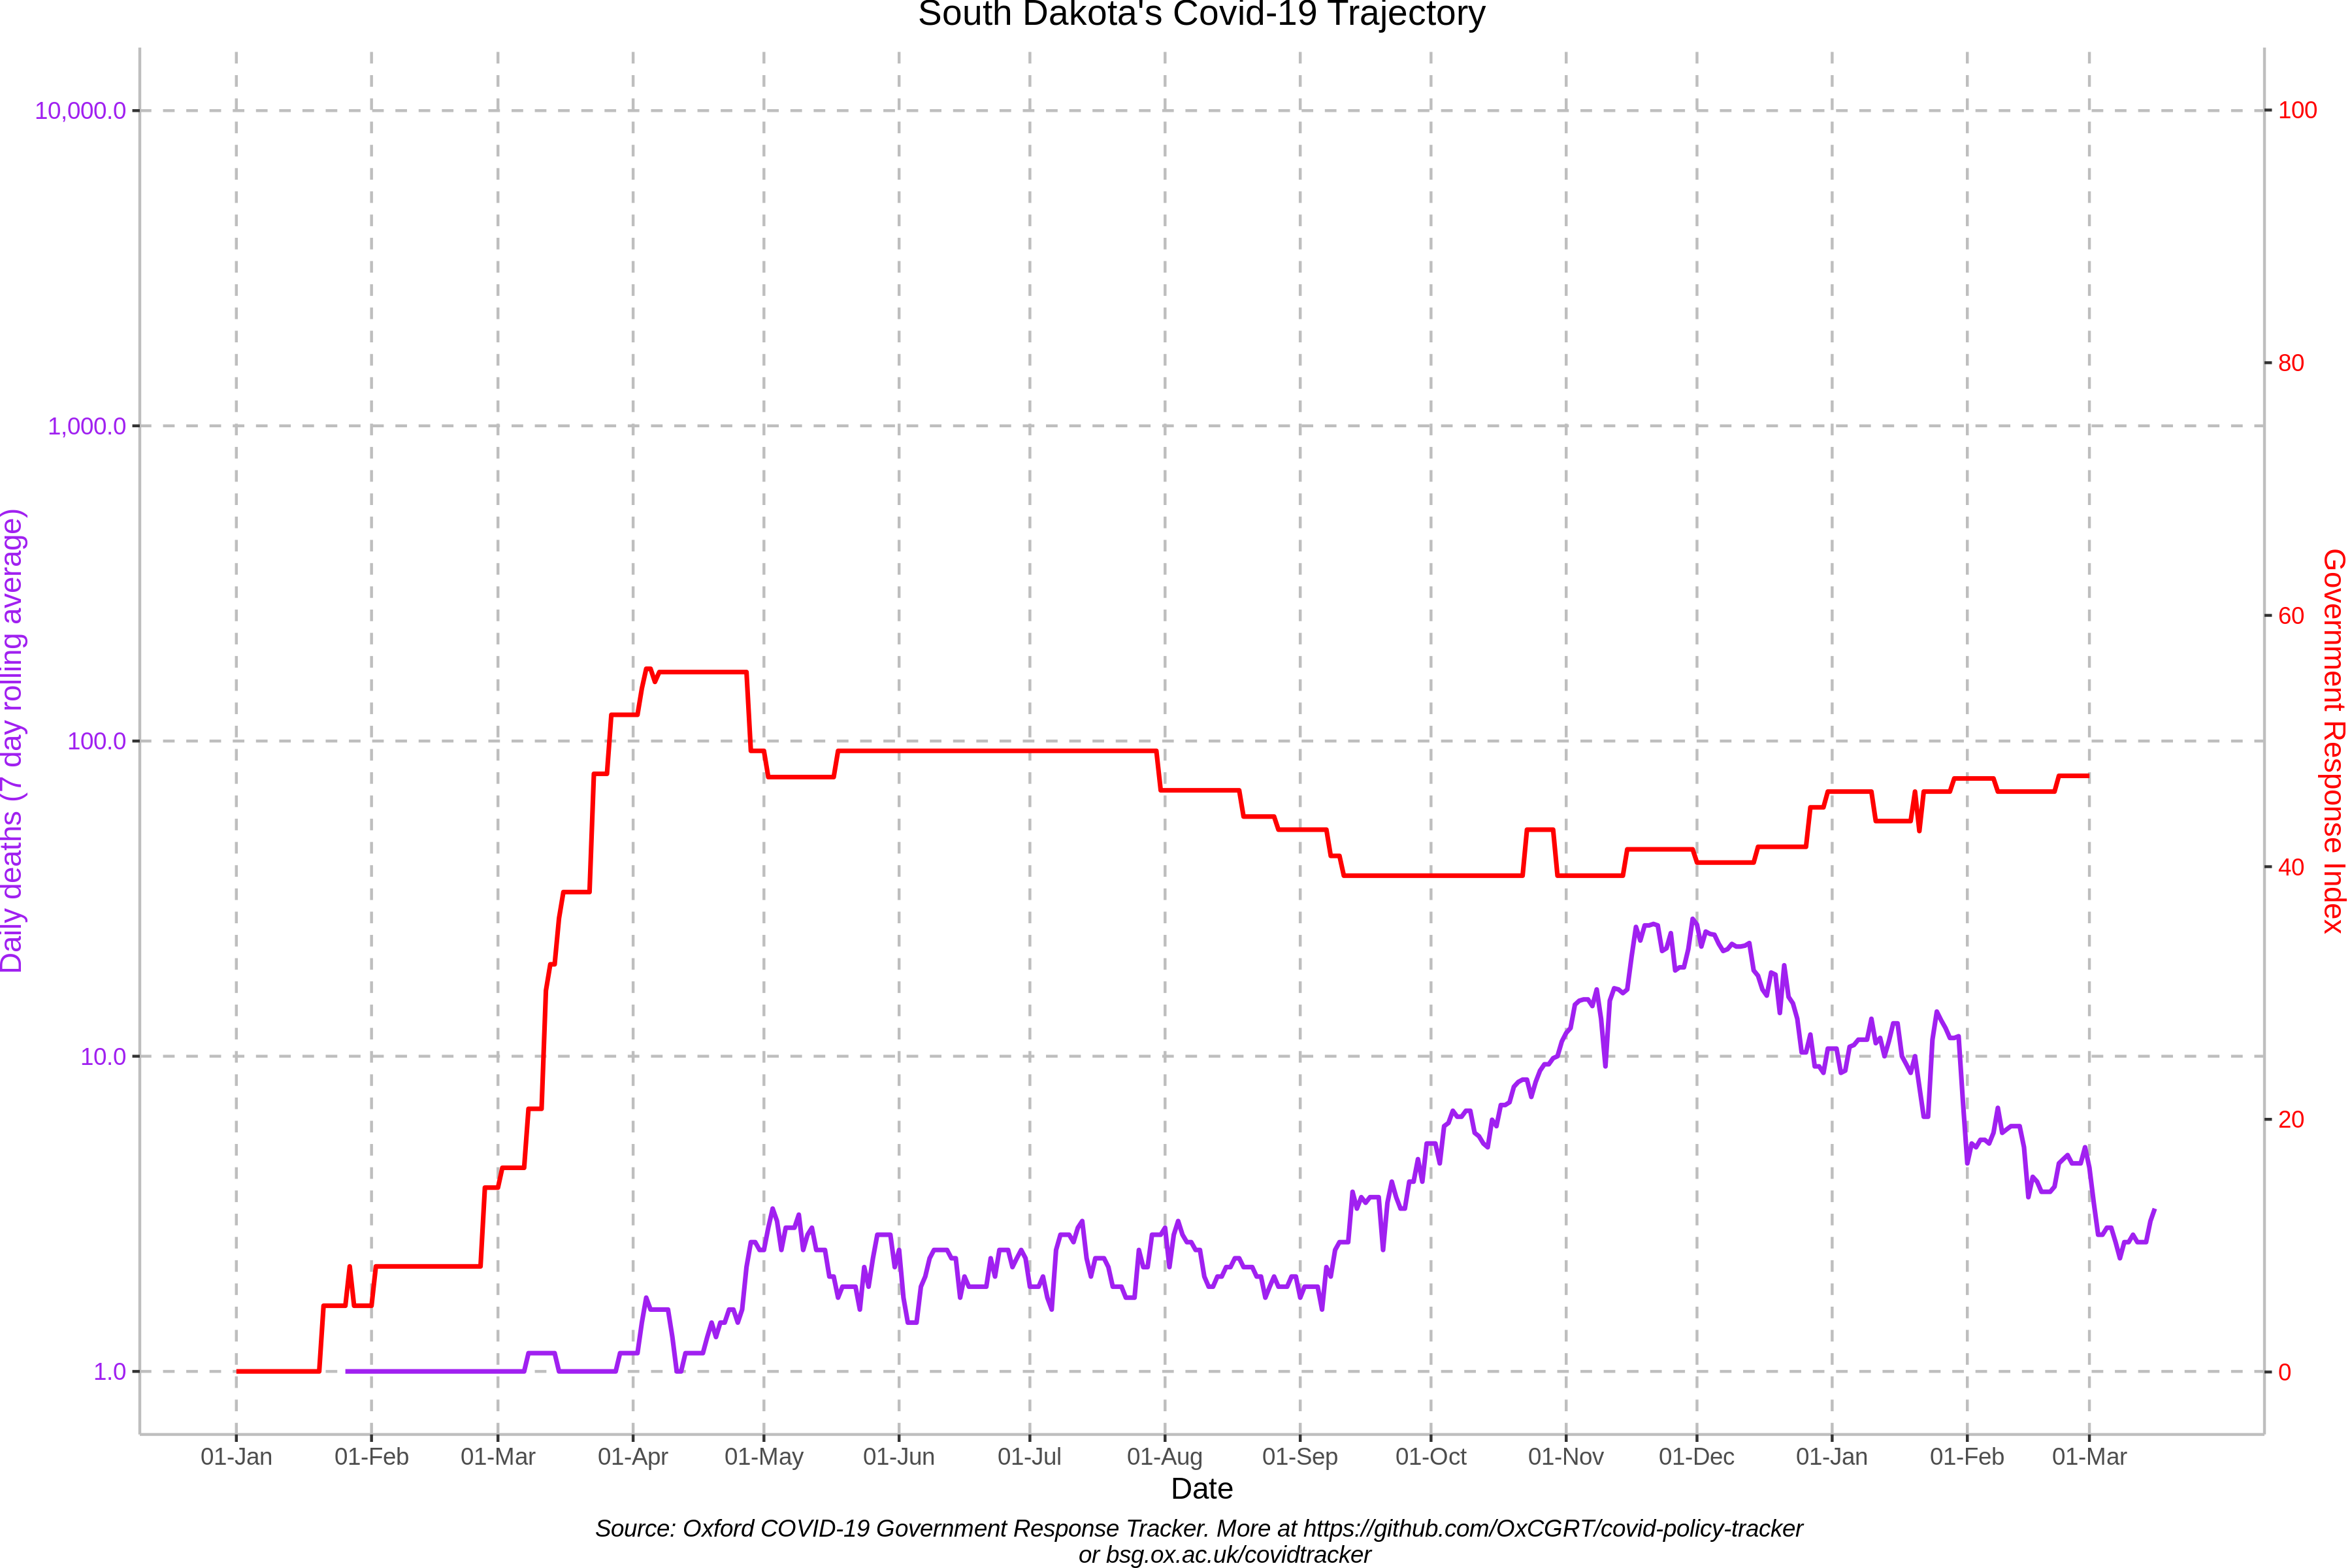 South Dakota's Covid-19 Trajectory
10,000.0
1,000.0
100.0
10.0
1.0
Daily deaths (7 day rolling average)
100
80
60
40
20
0
Government Response Index
01-Jan 01-Feb 01-Mar 01-Apr 01-May 01-Jun 01-Jul 01-Aug 01-Sep 01-Oct 01-Nov 01-Dec 01-Jan 01-Feb 01-Mar
Date
Source: Oxford COVID-19 Government Response Tracker. More at https://github.com/OxCGRT/covid-policy-tracker
or bsg.ox.ac.uk/covidtracker